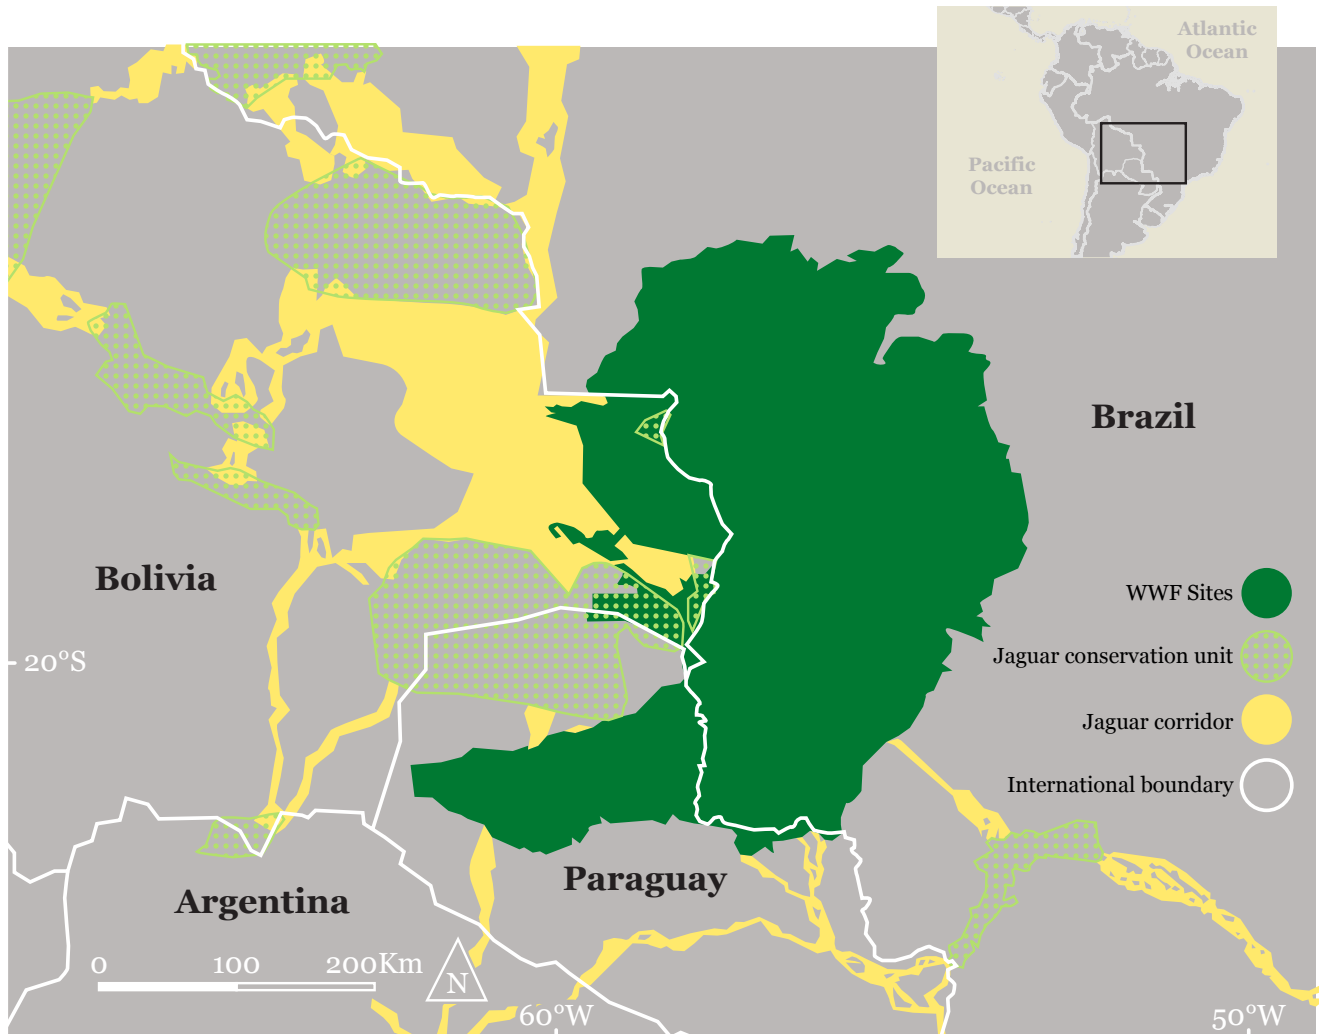 Atlantic
Ocean
Pacific
Ocean
Brazil
Bolivia
WWF Sites
Jaguar conservation unit
20°S
Jaguar corridor
International boundary
Paraguay
Argentina
0 100 200Km
N
60°W
50°W